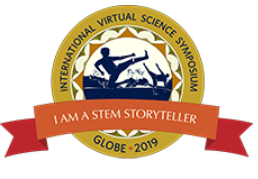 INTERNATIONAL VIRTUAL SCIENCE SYMPOSIUM
I AM A STEM STORYTELLER
GLOBE • 2019